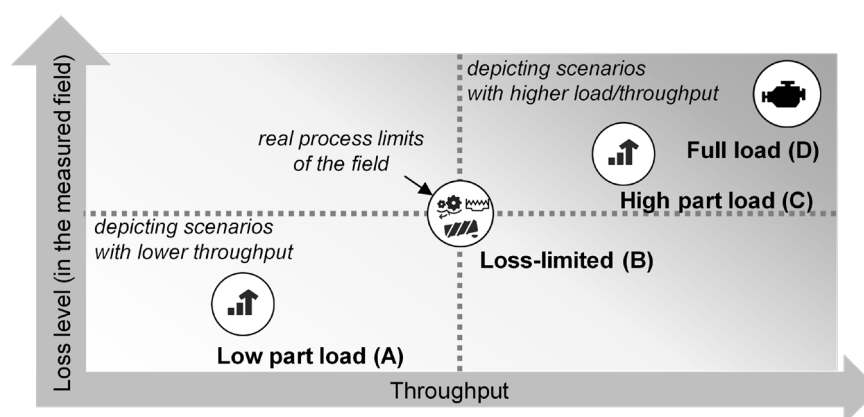 Loss level (in the measured field)
depicting scenarios
with higher load/throughput
real process limits
of the field
Full load (D)
High part load (C)
depicting scenarios
with lower throughput
Loss-limited (B)
Low part load (A)
Throughput